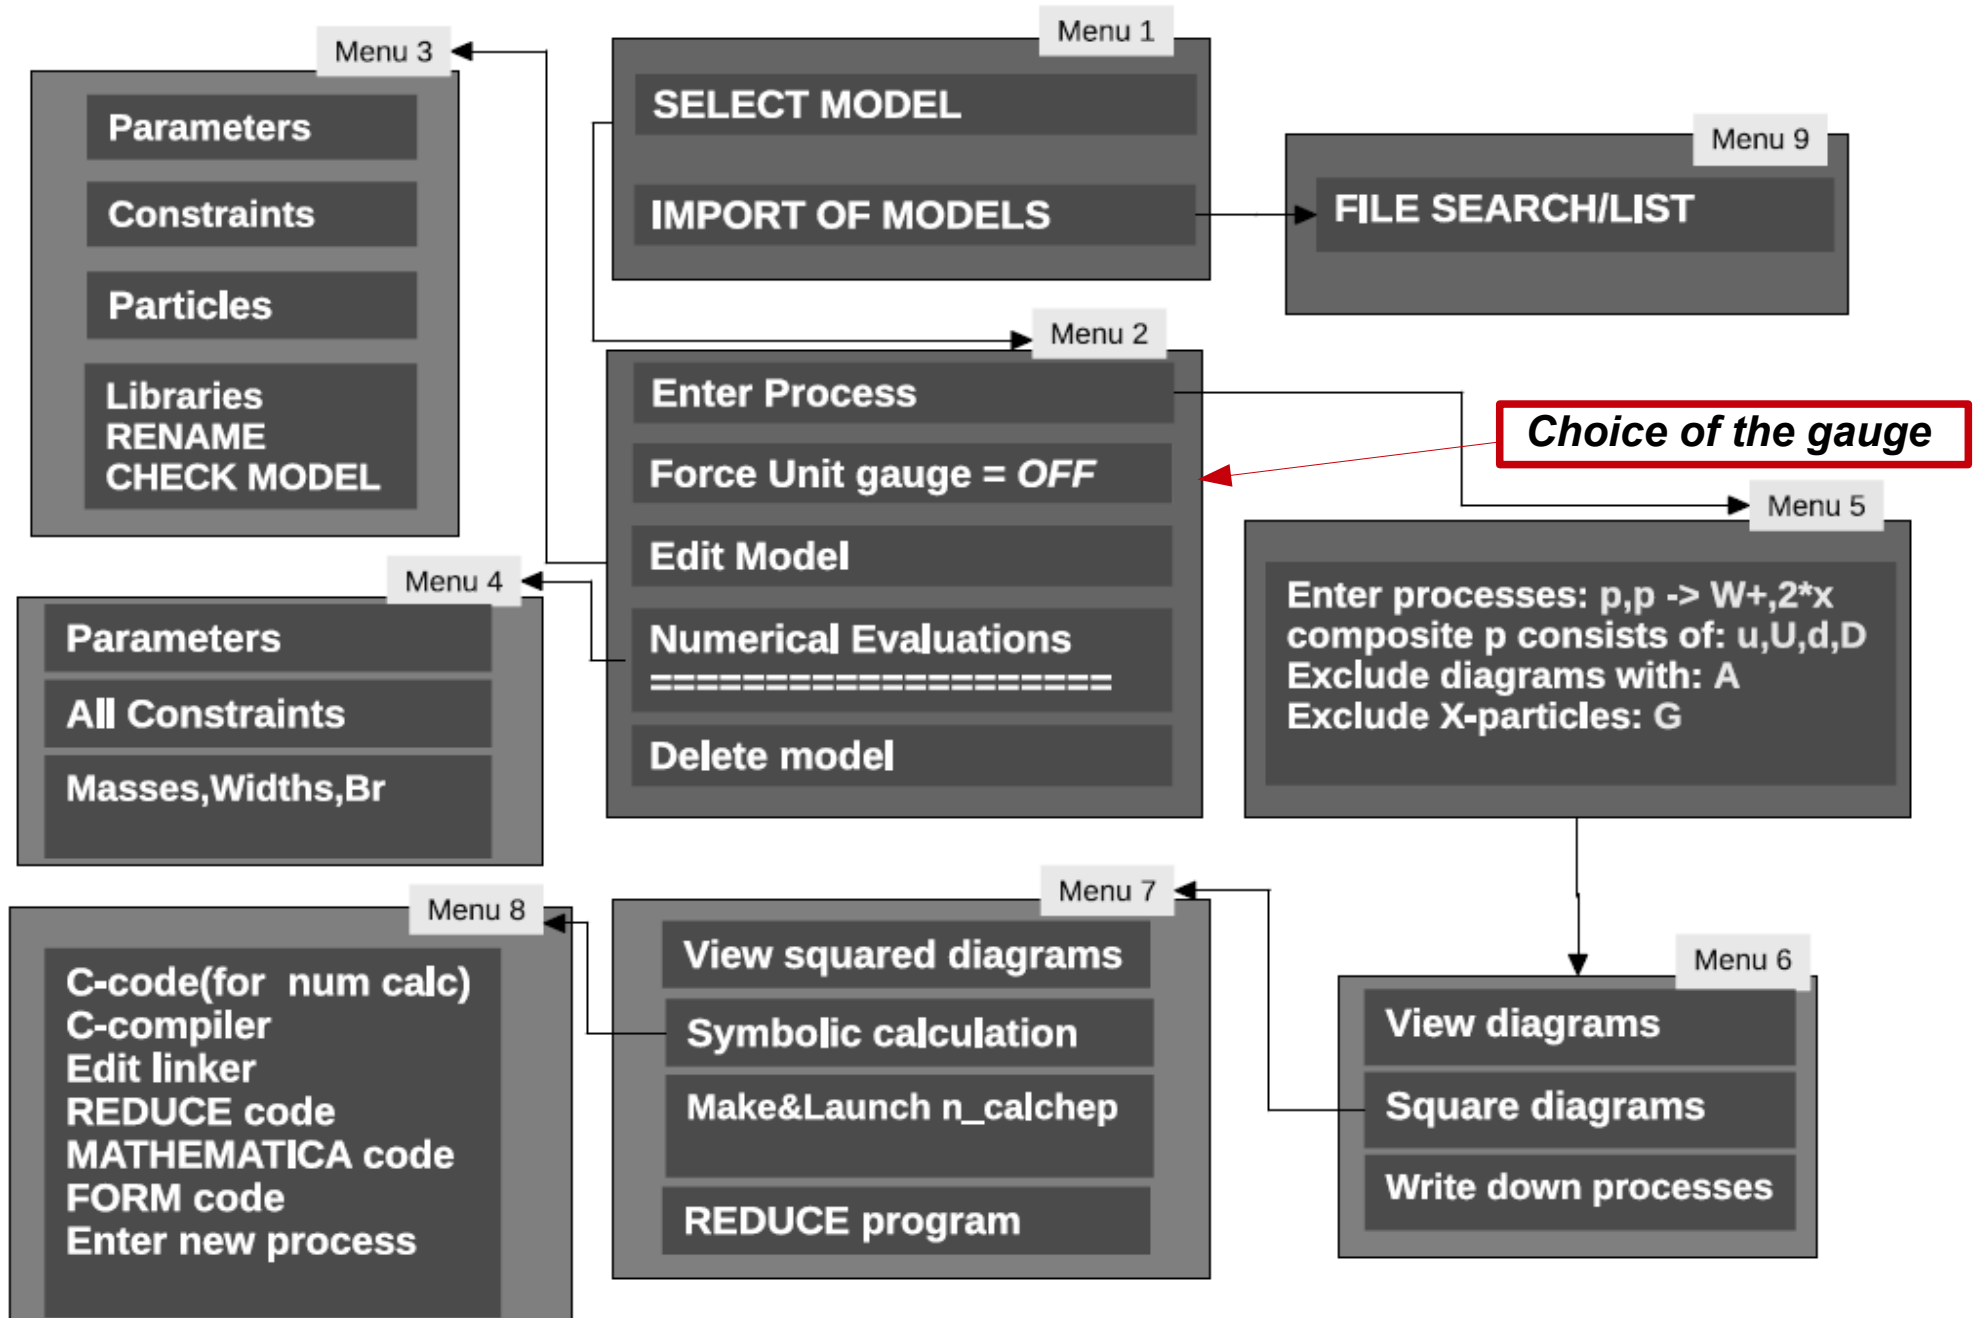 Menu 1
SELECT MODEL
IMPORT OF MODELS
Menu 9
FILE SEARCH/LIST
Menu 3
Parameters
Constraints
Particles
Libraries
RENAME
CHECK MODEL
Menu 2
Enter Process
Force Unit gauge = OFF
Edit Model
Numerical Evaluations
====================
Delete model
Choice of the gauge
Menu 4
Parameters
All Constraints
Masses,Widths,Br
Menu 5
Enter processes: p,p -> W+,2*x
composite p consists of: u,U,d,D
Exclude diagrams with: A
Exclude X-particles: G
Menu 6
View diagrams
Square diagrams
Write down processes
Menu 7
View squared diagrams
Symbolic calculation
Make&Launch n_calchep
REDUCE program
Menu 8
C-code(for  num calc)
C-compiler
Edit linker
REDUCE code
MATHEMATICA code
FORM code
Enter new process